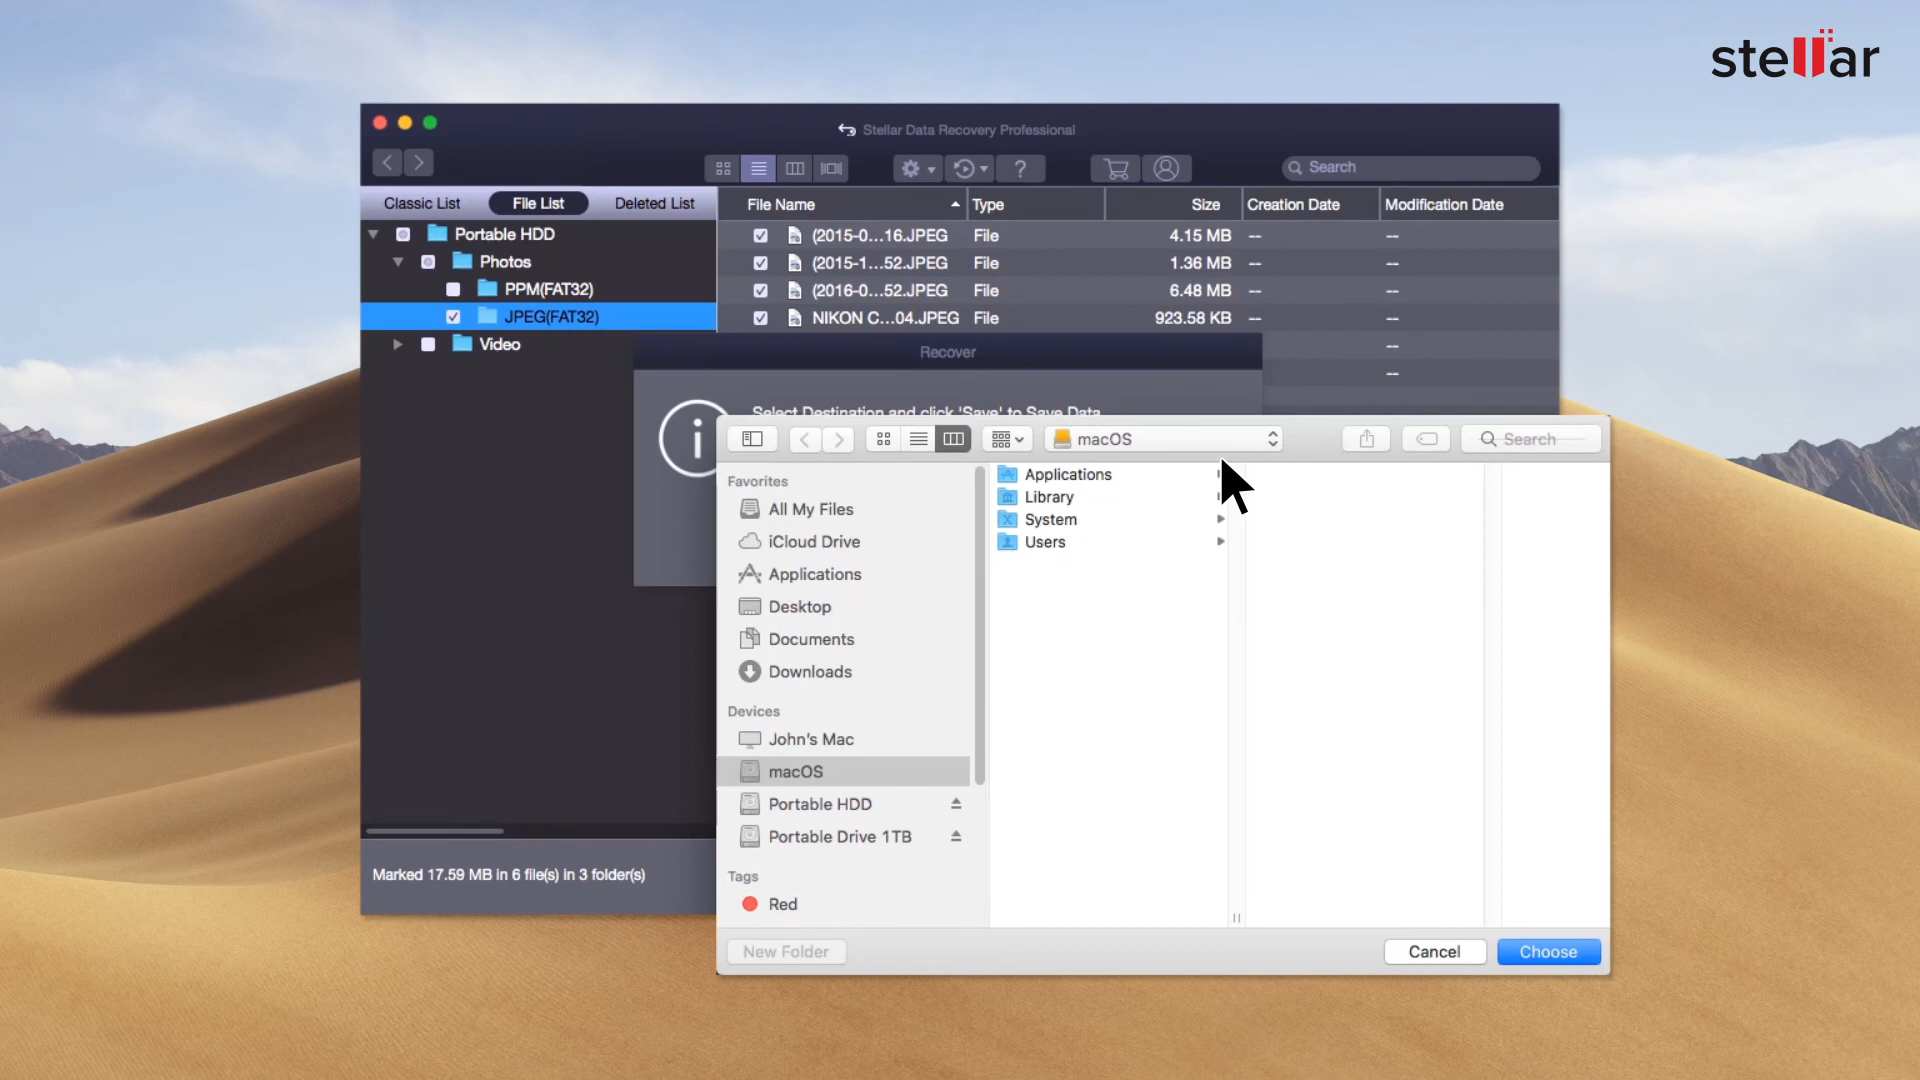 stellar
Stellar Data Recovery Professional
Search
Classic List
File List
Deleted List
File Name
Type
Size
Creation Date
Modification Date
Portable HDD
Photos
PPM(FAT32)
JPEG(FAT32)
Video
(2015-0...16.JPEG File 4.15 MB -- --
(2015-1...52.JPEG File 1.36 MB -- --
(2016-0...52.JPEG File 6.48 MB -- --
NIKON C...04.JPEG File 923.58 KB -- --
--
--
Recover
Select Destination and click 'Save' to Save Data
macOS
Search
Favorites
All My Files
iCloud Drive
Applications
Desktop
Documents
Downloads
Devices
John's Mac
macOS
Portable HDD
Portable Drive 1TB
Tags
Red
Applications
Library
System
Users
Marked 17.59 MB in 6 file(s) in 3 folder(s)
New Folder
Cancel
Choose